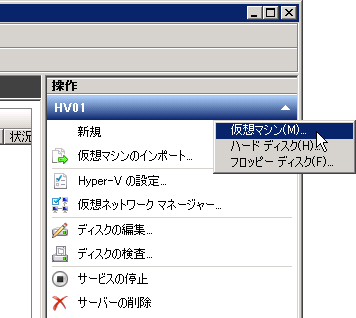 操作
HV01
新規
仮想マシン(M)...
ハード ディスク(H)...
フロッピー ディスク(F)...
状況
仮想マシンのインポート...
Hyper-V の設定...
仮想ネットワーク マネージャー...
ディスクの編集...
ディスクの検査...
サービスの停止
サーバーの削除